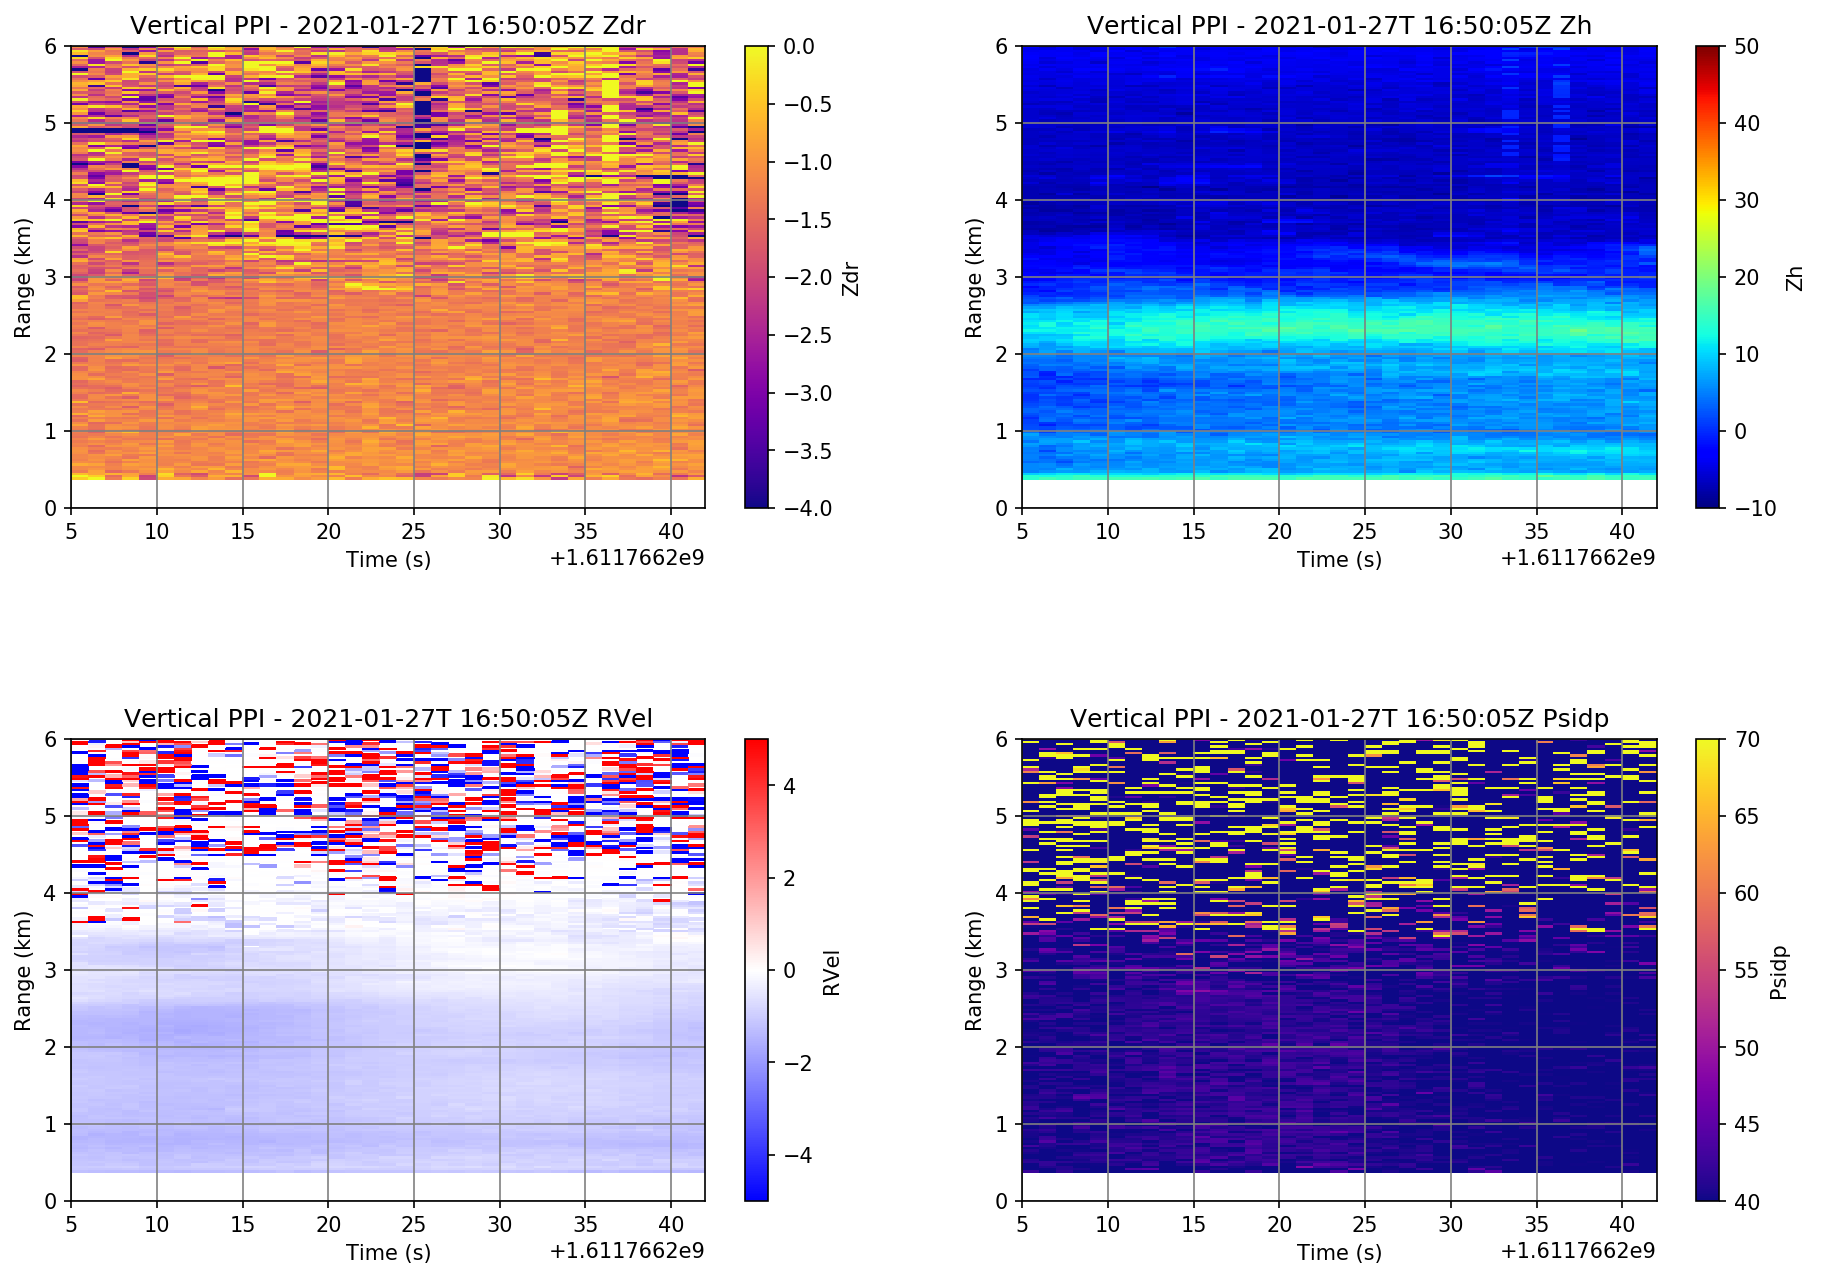 Vertical PPI - 2021-01-27T 16:50:05Z Zdr
6
5
4
3
2
1
0
Range (km)
5 10 15 20 25 30 35 40
Time (s)
+1.6117662e9
0.0
−0.5
−1.0
−1.5
−2.0
−2.5
−3.0
−3.5
−4.0
Zdr
Vertical PPI - 2021-01-27T 16:50:05Z Zh
6
5
4
3
2
1
0
Range (km)
5 10 15 20 25 30 35 40
Time (s)
+1.6117662e9
50
40
30
20
10
0
−10
Zh
Vertical PPI - 2021-01-27T 16:50:05Z RVel
6
5
4
3
2
1
0
Range (km)
5 10 15 20 25 30 35 40
Time (s)
+1.6117662e9
4
2
0
−2
−4
RVel
Vertical PPI - 2021-01-27T 16:50:05Z Psidp
6
5
4
3
2
1
0
Range (km)
5 10 15 20 25 30 35 40
Time (s)
+1.6117662e9
70
65
60
55
50
45
40
Psidp